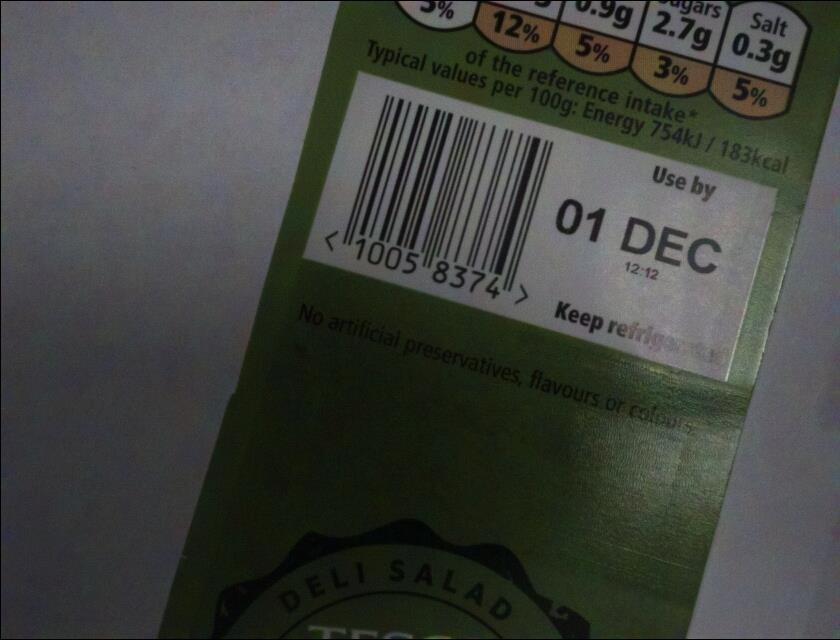 0.9g
Sugars
2.7g
Salt
0.3g
5%
12%
5%
3%
5%
of the reference intake*
Typical values per 100g: Energy 754kJ / 183kcal
Use by
01 DEC
12:12
< 1005 8374 >
Keep refrigerated
No artificial preservatives, flavours or colours
DELI SALAD
TESCO